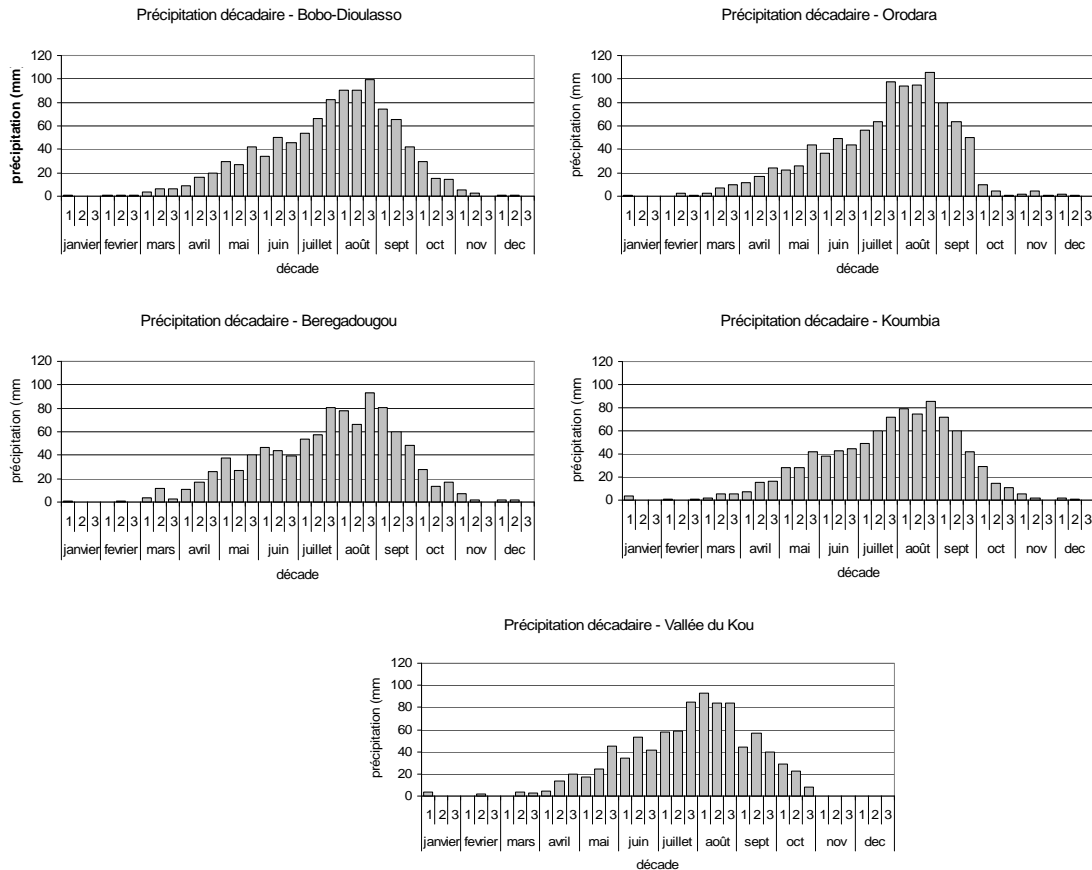 Précipitation décadaire - Bobo-Dioulasso
120
100
80
60
40
20
0
précipitation (mm
1 2 3 1 2 3 1 2 3 1 2 3 1 2 3 1 2 3 1 2 3 1 2 3 1 2 3 1 2 3 1 2 3 1 2 3
janvier fevrier mars avril mai juin juillet août sept oct nov dec
décade
Précipitation décadaire - Orodara
120
100
80
60
40
20
0
précipitation (mm
1 2 3 1 2 3 1 2 3 1 2 3 1 2 3 1 2 3 1 2 3 1 2 3 1 2 3 1 2 3 1 2 3 1 2 3
janvier fevrier mars avril mai juin juillet août sept oct nov dec
décade
Précipitation décadaire - Beregadougou
120
100
80
60
40
20
0
précipitation (mm
1 2 3 1 2 3 1 2 3 1 2 3 1 2 3 1 2 3 1 2 3 1 2 3 1 2 3 1 2 3 1 2 3 1 2 3
janvier fevrier mars avril mai juin juillet août sept oct nov dec
décade
Précipitation décadaire - Koumbia
120
100
80
60
40
20
0
précipitation (mm
1 2 3 1 2 3 1 2 3 1 2 3 1 2 3 1 2 3 1 2 3 1 2 3 1 2 3 1 2 3 1 2 3 1 2 3
janvier fevrier mars avril mai juin juillet août sept oct nov dec
décade
Précipitation décadaire - Vallée du Kou
120
100
80
60
40
20
0
précipitation (mm
1 2 3 1 2 3 1 2 3 1 2 3 1 2 3 1 2 3 1 2 3 1 2 3 1 2 3 1 2 3 1 2 3 1 2 3
janvier fevrier mars avril mai juin juillet août sept oct nov dec
décade